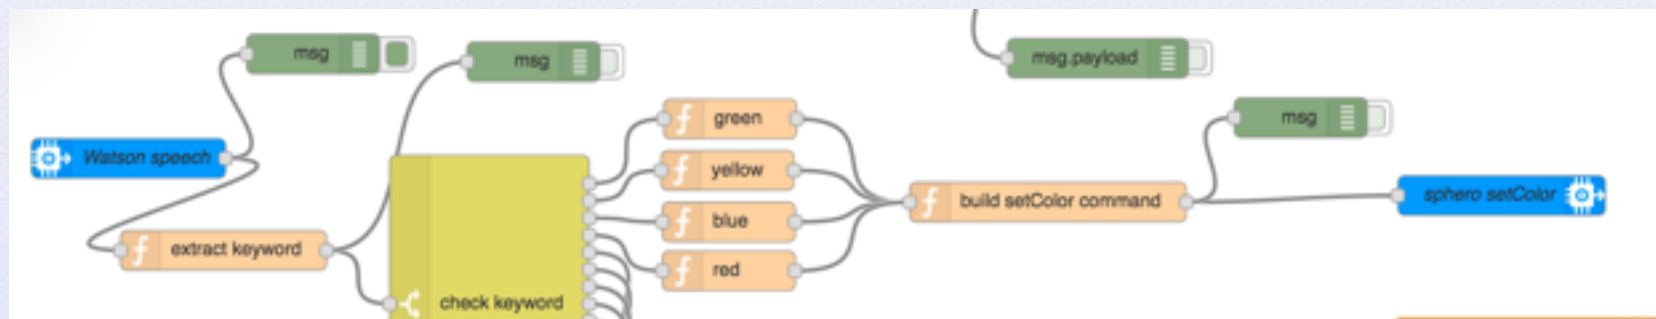 msg
msg
msg.payload
green
msg
Watson speech
yellow
build setColor command
sphero setColor
blue
extract keyword
red
check keyword